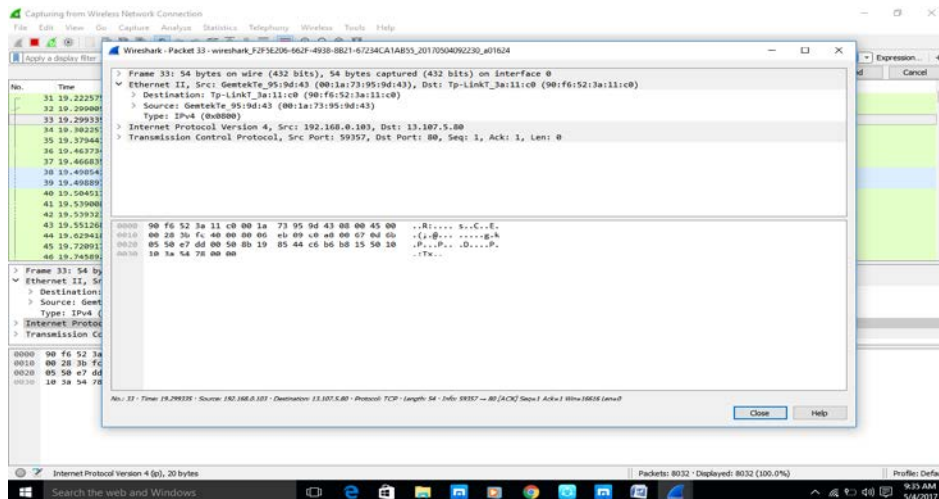 Capturing from Wireless Network Connection
File Edit View Go Capture Analyze Statistics Telephony Wireless Tools Help
Wireshark · Packet 33 · wireshark_F2F5E206-662F-4938-8B21-67234CA1AB55_20170504092230_a01624
Apply a display filter
Expression...
Cancel
No. Time
31 19.22257
32 19.29900
33 19.29933
34 19.30225
35 19.37944
36 19.46373
37 19.46683
38 19.49854
39 19.49889
40 19.50451
41 19.53900
42 19.53932
43 19.55126
44 19.62941
45 19.72091
46 19.74589
Frame 33: 54 bytes on wire (432 bits), 54 bytes captured (432 bits) on interface 0
Ethernet II, Src: GemtekTe_95:9d:43 (00:1a:73:95:9d:43), Dst: Tp-LinkT_3a:11:c0 (90:f6:52:3a:11:c0)
Destination: Tp-LinkT_3a:11:c0 (90:f6:52:3a:11:c0)
Source: GemtekTe_95:9d:43 (00:1a:73:95:9d:43)
Type: IPv4 (0x0800)
Internet Protocol Version 4, Src: 192.168.0.103, Dst: 13.107.5.80
Transmission Control Protocol, Src Port: 59357, Dst Port: 80, Seq: 1, Ack: 1, Len: 0
0000 90 f6 52 3a 11 c0 00 1a 73 95 9d 43 08 00 45 00 ..R:.... s..C..E.
0010 00 28 3b fc 40 00 80 06 eb 09 c0 a8 00 67 0d 6b .(;.@... .....g.k
0020 05 50 e7 dd 00 50 8b 19 85 44 c6 b6 b8 15 50 10 .P...P.. .D....P.
0030 10 3a 54 78 00 00 .:Tx..
No.: 33 · Time: 19.299335 · Source: 192.168.0.103 · Destination: 13.107.5.80 · Protocol: TCP · Length: 54 · Info: 59357 → 80 [ACK] Seq=1 Ack=1 Win=16616 Len=0
Close Help
Frame 33: 54 by
Ethernet II, Sr
Destination:
Source: Gemt
Type: IPv4 (
Internet Protoc
Transmission Co
0000 90 f6 52 3a
0010 00 28 3b fc
0020 05 50 e7 dd
0030 10 3a 54 78
Internet Protocol Version 4 (ip), 20 bytes
Packets: 8032 · Displayed: 8032 (100.0%)
Profile: Defa
Search the web and Windows
9:35 AM
5/4/2017